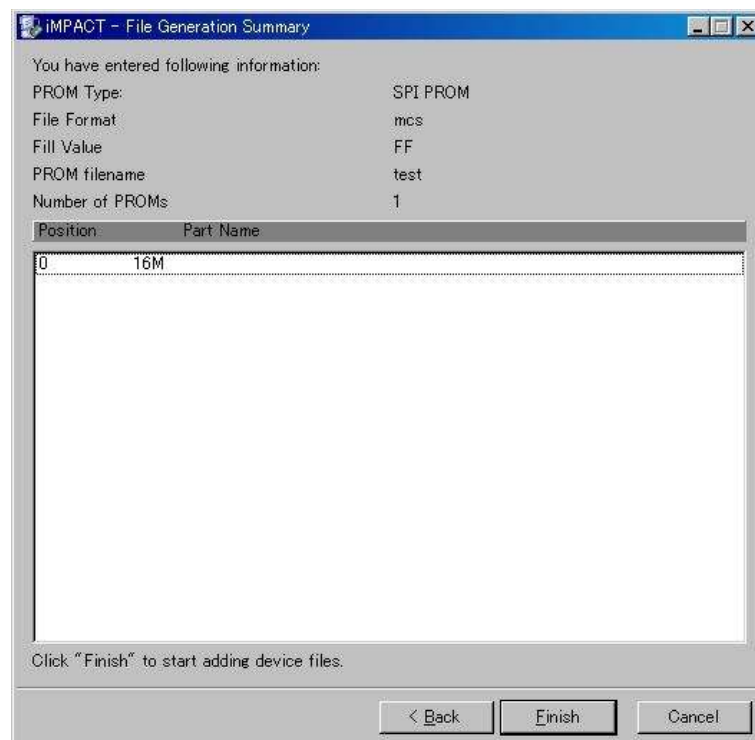 iMPACT - File Generation Summary
You have entered following information:
PROM Type: SPI PROM
File Format mcs
Fill Value FF
PROM filename test
Number of PROMs 1
Position Part Name
0 16M
Click "Finish" to start adding device files.
< Back Finish Cancel